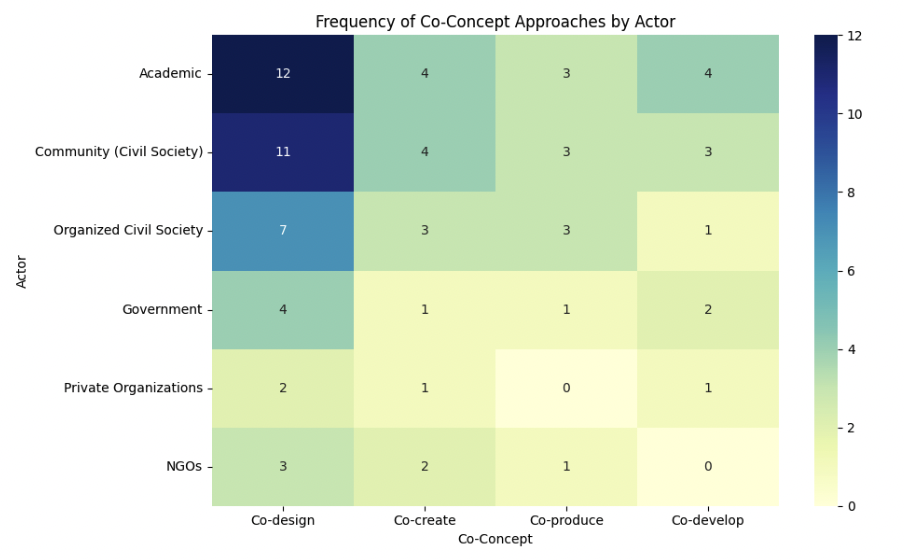 Frequency of Co-Concept Approaches by Actor
Actor
Academic 12 4 3 4
Community (Civil Society) 11 4 3 3
Organized Civil Society 7 3 3 1
Government 4 1 1 2
Private Organizations 2 1 0 1
NGOs 3 2 1 0
Co-design Co-create Co-produce Co-develop
Co-Concept
12
10
8
6
4
2
0